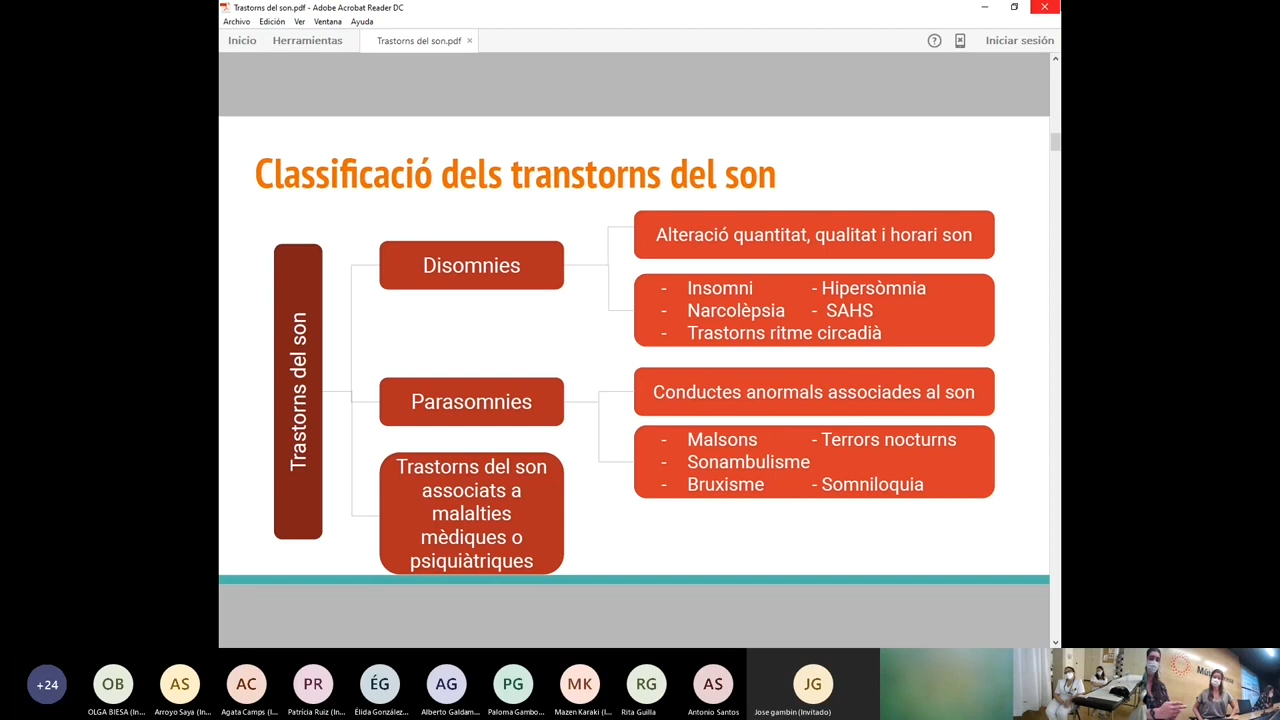 Trastorns del son.pdf - Adobe Acrobat Reader DC
Archivo Edición Ver Ventana Ayuda
Inicio Herramientas Trastorns del son.pdf × Iniciar sesión
Classificació dels transtorns del son
Trastorns del son
Disomnies
Alteració quantitat, qualitat i horari son
- Insomni - Hipersòmnia
- Narcolèpsia - SAHS
- Trastorns ritme circadià
Parasomnies
Conductes anormals associades al son
- Malsons - Terrors nocturns
- Sonambulisme
- Bruxisme - Somniloquia
Trastorns del son
associats a
malalties
mèdiques o
psiquiàtriques
+24 OB AS AC PR ÉG AG PG MK RG AS JG
OLGA BIESA (In... Arroyo Saya (In... Agata Camps (I... Patrícia Ruiz (In... Élida González... Alberto Galdam... Paloma Gambo... Mazen Karaki (I... Rita Guilla Antonio Santos Jose gambin (Invitado)